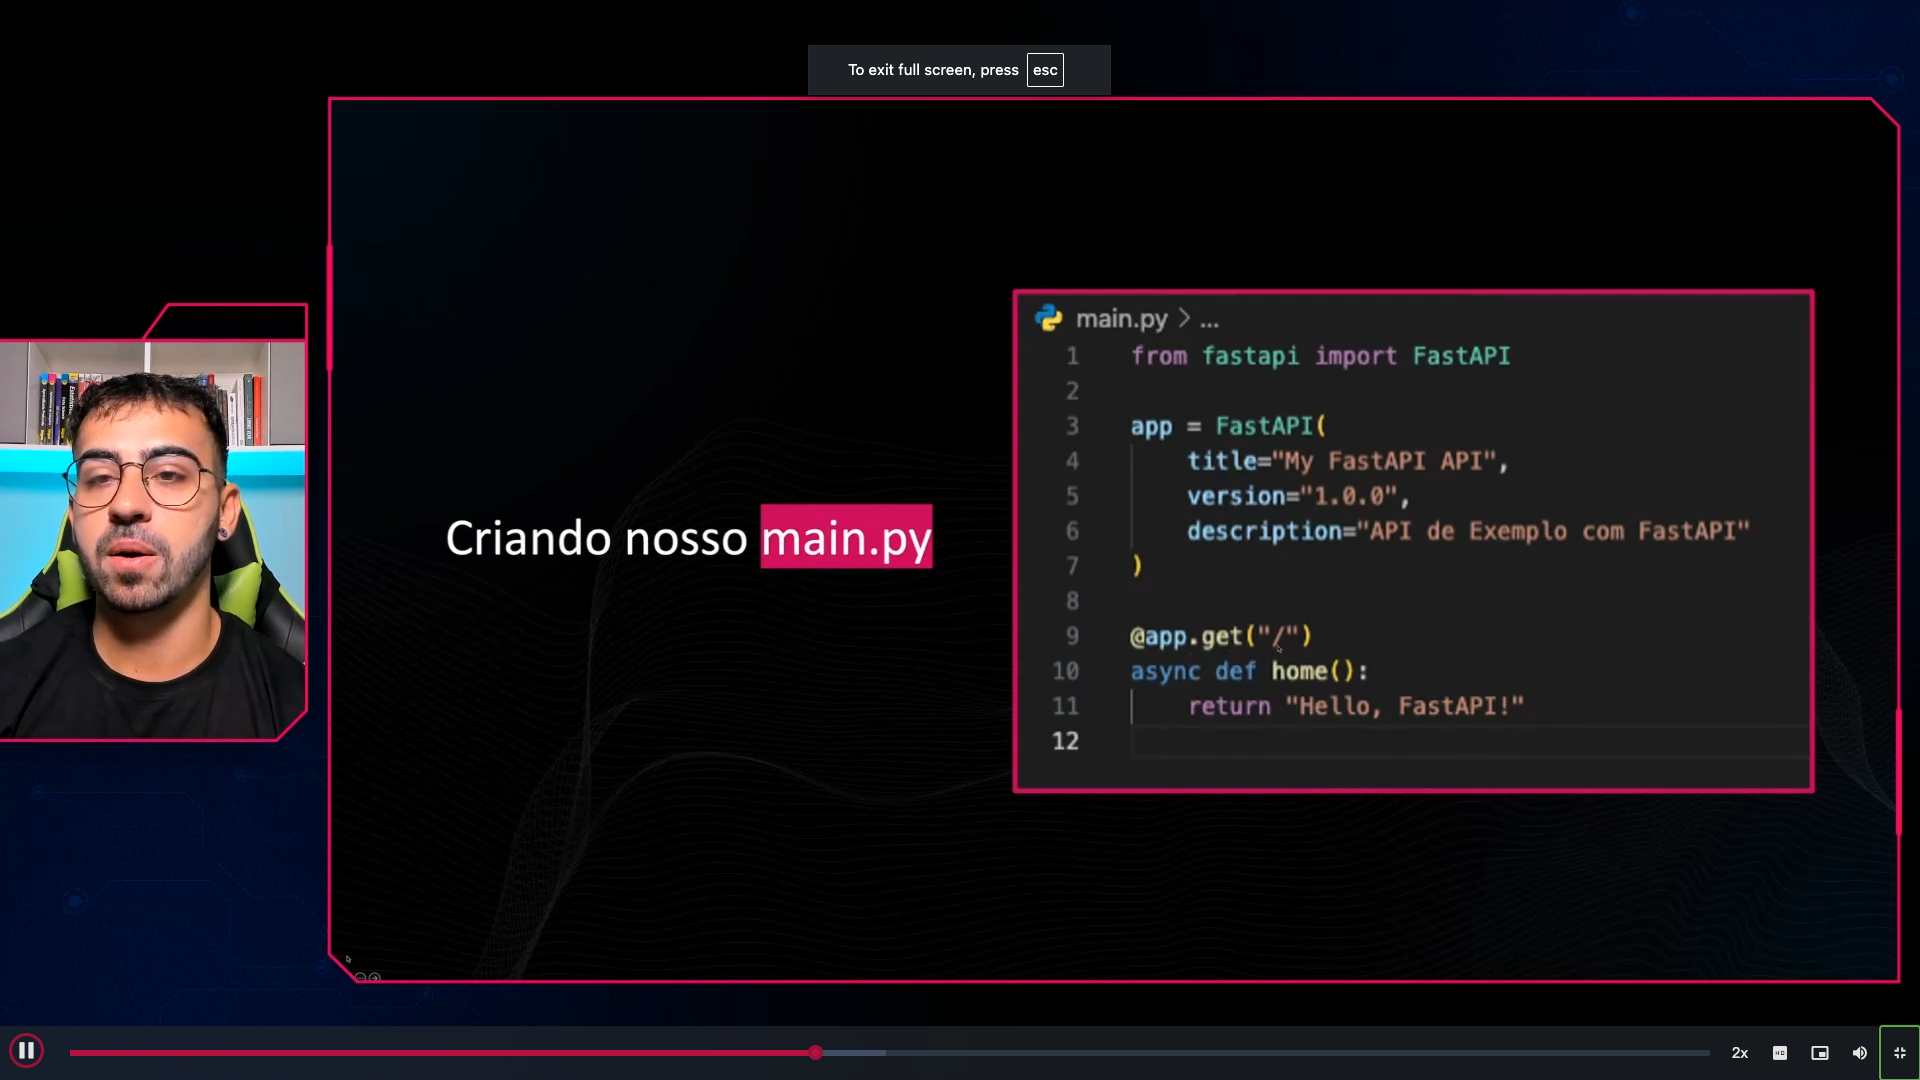 To exit full screen, press esc
Criando nosso main.py
main.py > ...
1 from fastapi import FastAPI
2
3 app = FastAPI(
4     title="My FastAPI API",
5     version="1.0.0",
6     description="API de Exemplo com FastAPI"
7 )
8
9 @app.get("/")
10 async def home():
11     return "Hello, FastAPI!"
12
2x